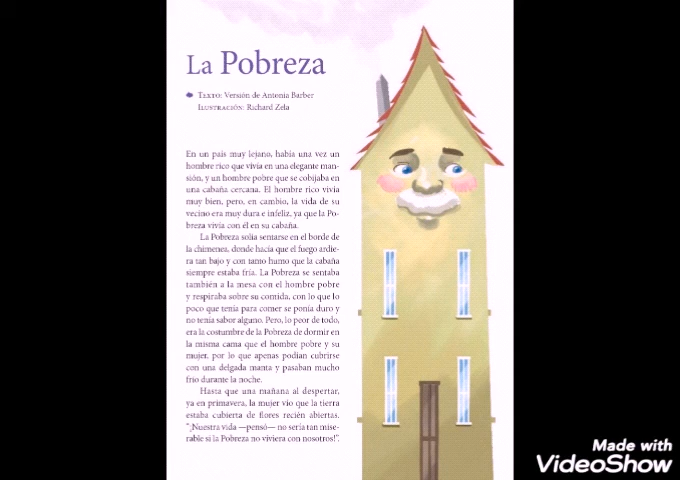 La Pobreza
Texto: Versión de Antonia Barber
Ilustración: Richard Zela
En un país muy lejano, había una vez un
hombre rico que vivía en una elegante man-
sión, y un hombre pobre que se cobijaba en
una cabaña cercana. El hombre rico vivía
muy bien, pero, en cambio, la vida de su
vecino era muy dura e infeliz, ya que la Po-
breza vivía con él en su cabaña.
La Pobreza solía sentarse en el borde de
la chimenea, donde hacía que el fuego ardie-
ra tan bajo y con tanto humo que la cabaña
siempre estaba fría. La Pobreza se sentaba
también a la mesa con el hombre pobre
y respiraba sobre su comida, con lo que lo
poco que tenía para comer se ponía duro y
no tenía sabor alguno. Pero, lo peor de todo,
era la costumbre de la Pobreza de dormir en
la misma cama que el hombre pobre y su
mujer, por lo que apenas podían cubrirse
con una delgada manta y pasaban mucho
frío durante la noche.
Hasta que una mañana al despertar,
ya en primavera, la mujer vio que la tierra
estaba cubierta de flores recién abiertas.
"¡Nuestra vida —pensó— no sería tan mise-
rable si la Pobreza no viviera con nosotros!".
Made with
VideoShow